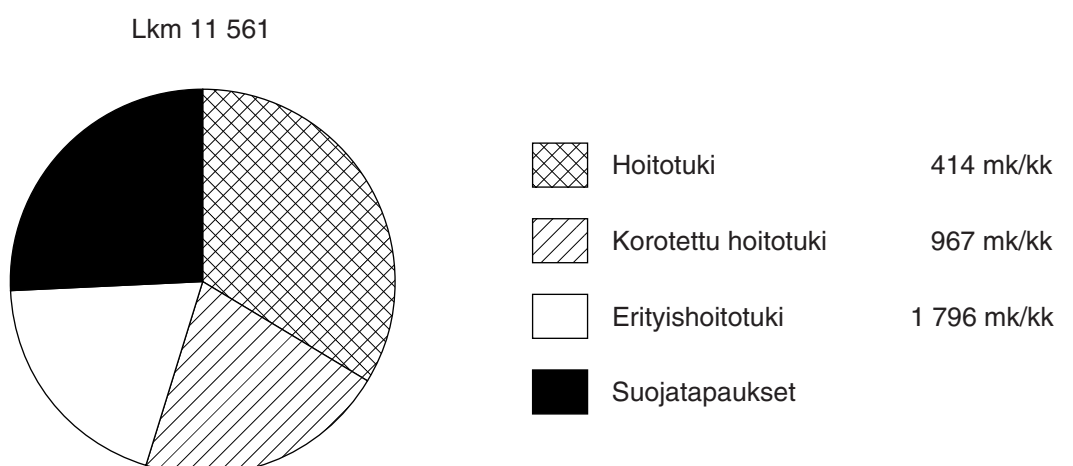 Lkm 11 561
Hoitotuki 414 mk/kk
Korotettu hoitotuki 967 mk/kk
Erityishoitotuki 1 796 mk/kk
Suojatapaukset